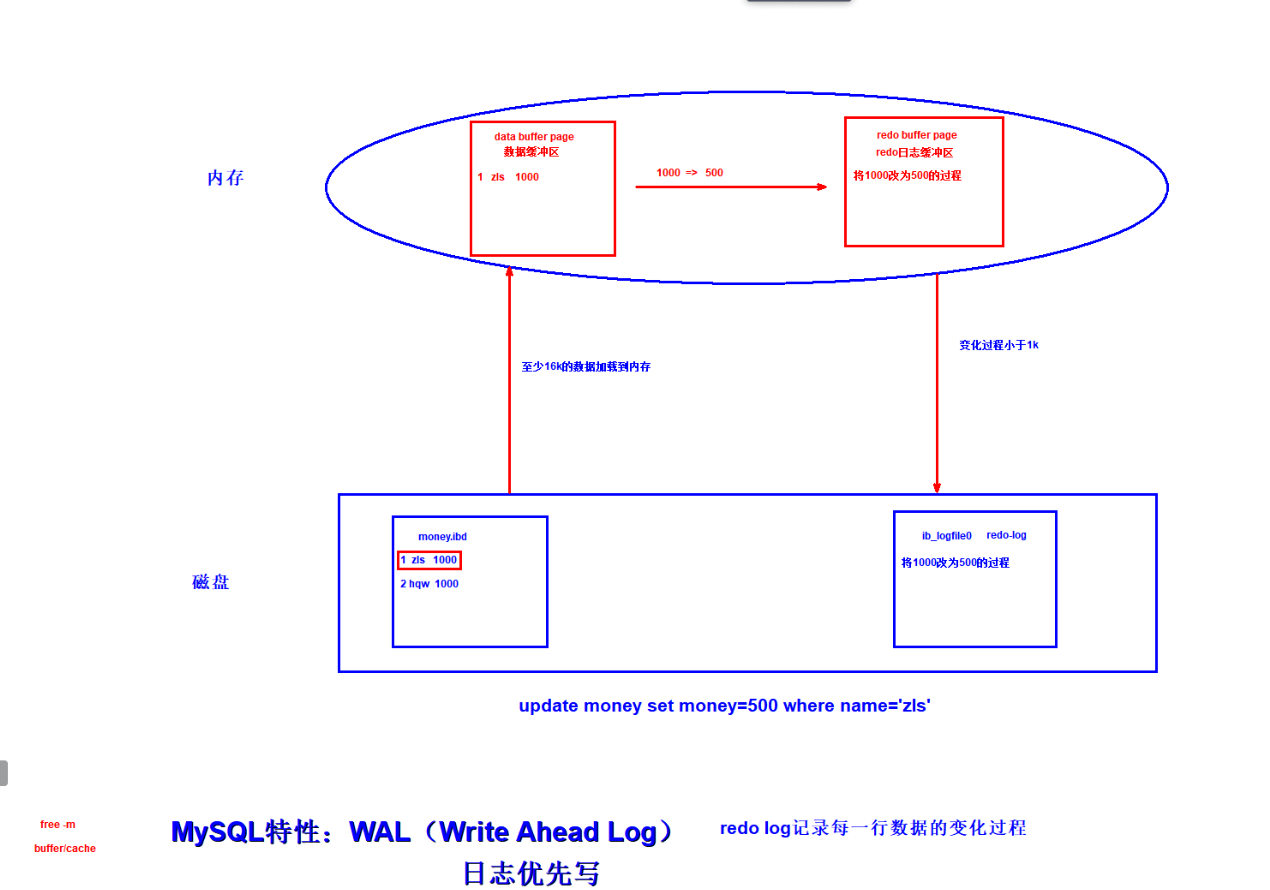 data buffer page
数据缓冲区
1 zls 1000
1000 => 500
redo buffer page
redo日志缓冲区
将1000改为500的过程
内存
至少16k的数据加载到内存
变化过程小于1k
磁盘
money.ibd
1 zls 1000
2 hqw 1000
ib_logfile0 redo-log
将1000改为500的过程
update money set money=500 where name='zls'
free -m
buffer/cache
MySQL特性：WAL（Write Ahead Log）
日志优先写
redo log记录每一行数据的变化过程